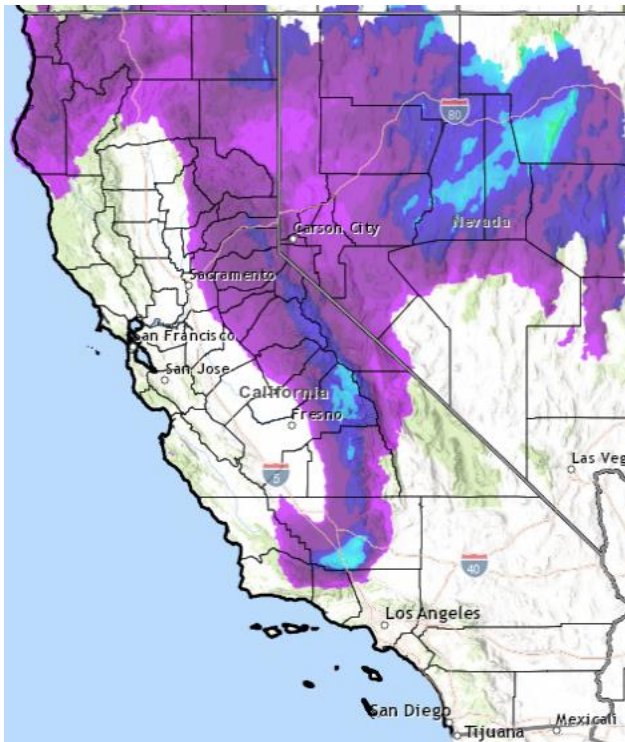 80
Nevada
Carson City
Sacramento
San Francisco
San Jose
California
Fresno
Las Veg
5
40
Los Angeles
San Diego
Tijuana
Mexicali